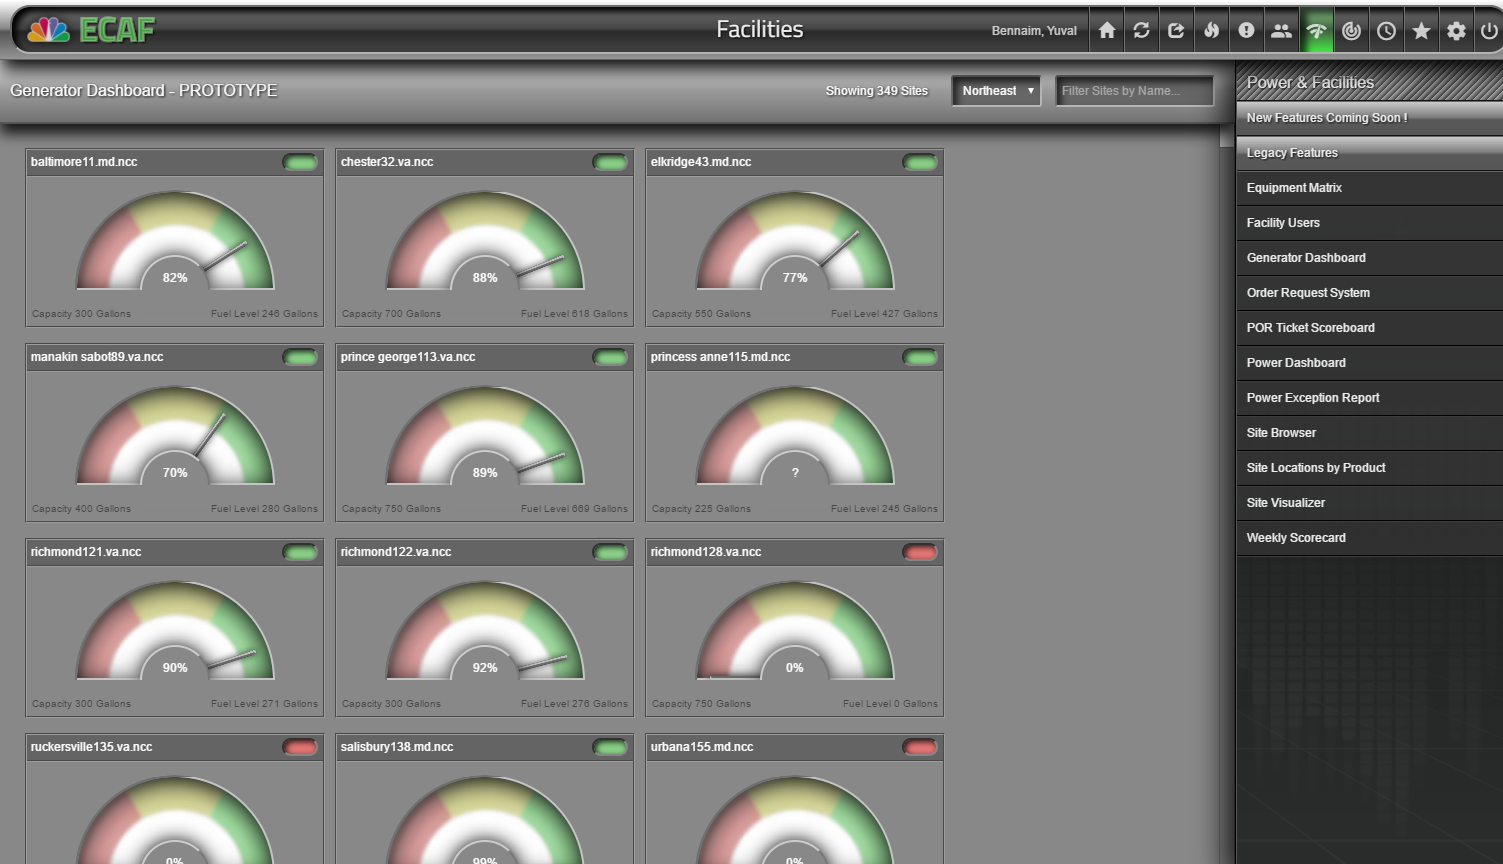 ECAF
Facilities
Bennaim, Yuval
Generator Dashboard - PROTOTYPE
Showing 349 Sites
Northeast
Filter Sites by Name...
Power & Facilities
New Features Coming Soon !
Legacy Features
Equipment Matrix
Facility Users
Generator Dashboard
Order Request System
POR Ticket Scoreboard
Power Dashboard
Power Exception Report
Site Browser
Site Locations by Product
Site Visualizer
Weekly Scorecard
baltimore11.md.ncc
82%
Capacity 300 Gallons
Fuel Level 246 Gallons
chester32.va.ncc
88%
Capacity 700 Gallons
Fuel Level 618 Gallons
elkridge43.md.ncc
77%
Capacity 550 Gallons
Fuel Level 427 Gallons
manakin sabot89.va.ncc
70%
Capacity 400 Gallons
Fuel Level 280 Gallons
prince george113.va.ncc
89%
Capacity 750 Gallons
Fuel Level 669 Gallons
princess anne115.md.ncc
?
Capacity 225 Gallons
Fuel Level 245 Gallons
richmond121.va.ncc
90%
Capacity 300 Gallons
Fuel Level 271 Gallons
richmond122.va.ncc
92%
Capacity 300 Gallons
Fuel Level 276 Gallons
richmond128.va.ncc
0%
Capacity 750 Gallons
Fuel Level 0 Gallons
ruckersville135.va.ncc
0%
salisbury138.md.ncc
99%
urbana155.md.ncc
0%